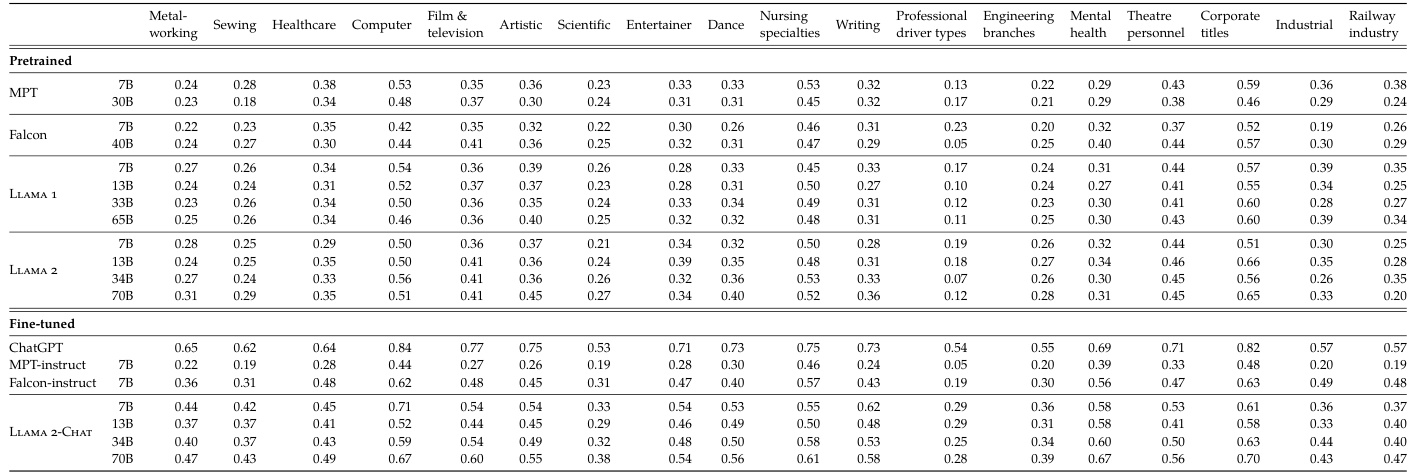 Metal-working Sewing Healthcare Computer Film & television Artistic Scientific Entertainer Dance Nursing specialties Writing Professional driver types Engineering branches Mental health Theatre personnel Corporate titles Industrial Railway industry
Pretrained
MPT 7B 0.24 0.28 0.38 0.53 0.35 0.36 0.23 0.33 0.33 0.53 0.32 0.13 0.22 0.29 0.43 0.59 0.36 0.38
30B 0.23 0.18 0.34 0.48 0.37 0.30 0.24 0.31 0.31 0.45 0.32 0.17 0.21 0.29 0.38 0.46 0.29 0.24
Falcon 7B 0.22 0.23 0.35 0.42 0.35 0.32 0.22 0.30 0.26 0.46 0.31 0.23 0.20 0.32 0.37 0.52 0.19 0.26
40B 0.24 0.27 0.30 0.44 0.41 0.36 0.25 0.32 0.31 0.47 0.29 0.05 0.25 0.40 0.44 0.57 0.30 0.29
Llama 1 7B 0.27 0.26 0.34 0.54 0.36 0.39 0.26 0.28 0.33 0.45 0.33 0.17 0.24 0.31 0.44 0.57 0.39 0.35
13B 0.24 0.24 0.31 0.52 0.37 0.37 0.23 0.28 0.31 0.50 0.27 0.10 0.24 0.27 0.41 0.55 0.34 0.25
33B 0.23 0.26 0.34 0.50 0.36 0.35 0.24 0.33 0.34 0.49 0.31 0.12 0.23 0.30 0.41 0.60 0.28 0.27
65B 0.25 0.26 0.34 0.46 0.36 0.40 0.25 0.32 0.32 0.48 0.31 0.11 0.25 0.30 0.43 0.60 0.39 0.34
Llama 2 7B 0.28 0.25 0.29 0.50 0.36 0.37 0.21 0.34 0.32 0.50 0.28 0.19 0.26 0.32 0.44 0.51 0.30 0.25
13B 0.24 0.25 0.35 0.50 0.41 0.36 0.24 0.39 0.35 0.48 0.31 0.18 0.27 0.34 0.46 0.66 0.35 0.28
34B 0.27 0.24 0.33 0.56 0.41 0.36 0.26 0.32 0.36 0.53 0.33 0.07 0.26 0.30 0.45 0.56 0.26 0.35
70B 0.31 0.29 0.35 0.51 0.41 0.45 0.27 0.34 0.40 0.52 0.36 0.12 0.28 0.31 0.45 0.65 0.33 0.20
Fine-tuned
ChatGPT 0.65 0.62 0.64 0.84 0.77 0.75 0.53 0.71 0.73 0.75 0.73 0.54 0.55 0.69 0.71 0.82 0.57 0.57
MPT-instruct 7B 0.22 0.19 0.28 0.44 0.27 0.26 0.19 0.28 0.30 0.46 0.24 0.05 0.20 0.39 0.33 0.48 0.20 0.19
Falcon-instruct 7B 0.36 0.31 0.48 0.62 0.48 0.45 0.31 0.47 0.40 0.57 0.43 0.19 0.30 0.56 0.47 0.63 0.49 0.48
Llama 2-Chat 7B 0.44 0.42 0.45 0.71 0.54 0.54 0.33 0.54 0.53 0.55 0.62 0.29 0.36 0.58 0.53 0.61 0.36 0.37
13B 0.37 0.37 0.41 0.52 0.44 0.45 0.29 0.46 0.49 0.50 0.48 0.29 0.31 0.58 0.41 0.58 0.33 0.40
34B 0.40 0.37 0.43 0.59 0.54 0.49 0.32 0.48 0.50 0.58 0.53 0.25 0.34 0.60 0.50 0.63 0.44 0.40
70B 0.47 0.43 0.49 0.67 0.60 0.55 0.38 0.54 0.56 0.61 0.58 0.28 0.39 0.67 0.56 0.70 0.43 0.47